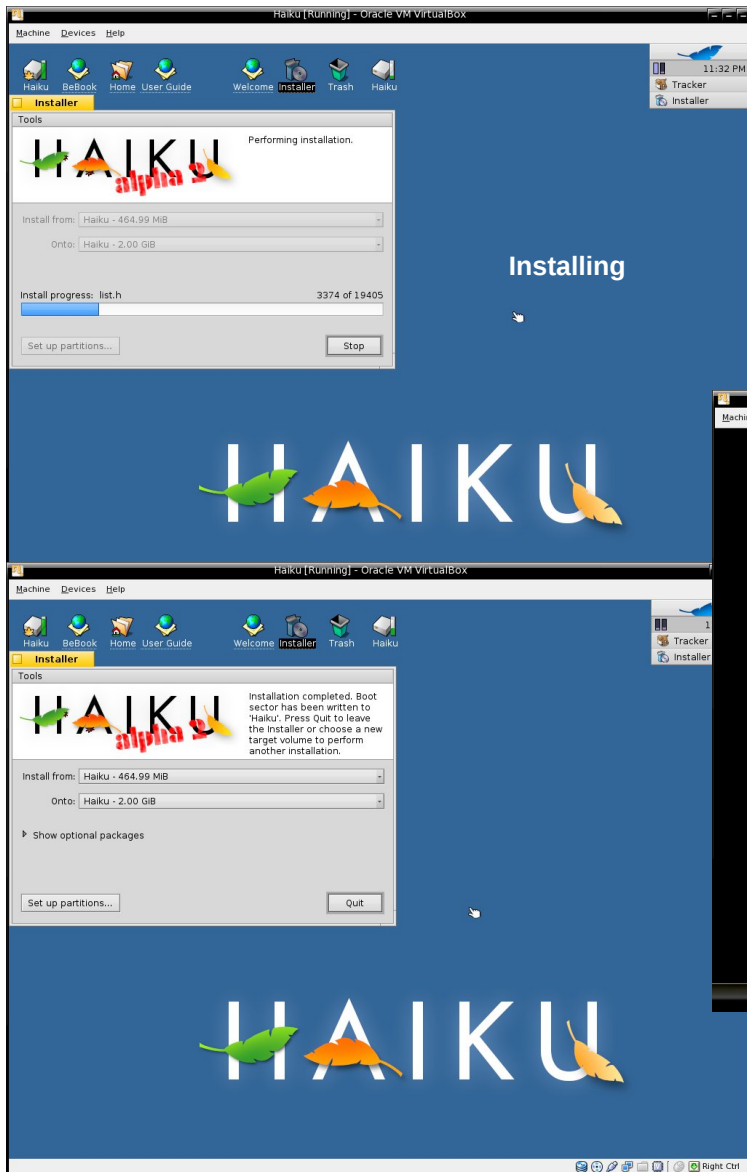 Haiku [Running] - Oracle VM VirtualBox
Machine Devices Help
11:32 PM
Tracker
Installer
Haiku BeBook Home User Guide Welcome Installer Trash Haiku
Installer
Tools
HAIKU
alpha 2
Performing installation.
Install from: Haiku - 464.99 MiB
Onto: Haiku - 2.00 GiB
Install progress: list.h 3374 of 19405
Set up partitions... Stop
Installing
HAIKU
Haiku [Running] - Oracle VM VirtualBox
Machine Devices Help
1
Tracker
Installer
Haiku BeBook Home User Guide Welcome Installer Trash Haiku
Installer
Tools
HAIKU
alpha 2
Installation completed. Boot
sector has been written to
'Haiku'. Press Quit to leave
the Installer or choose a new
target volume to perform
another installation.
Install from: Haiku - 464.99 MiB
Onto: Haiku - 2.00 GiB
Show optional packages
Set up partitions... Quit
HAIKU
Right Ctrl